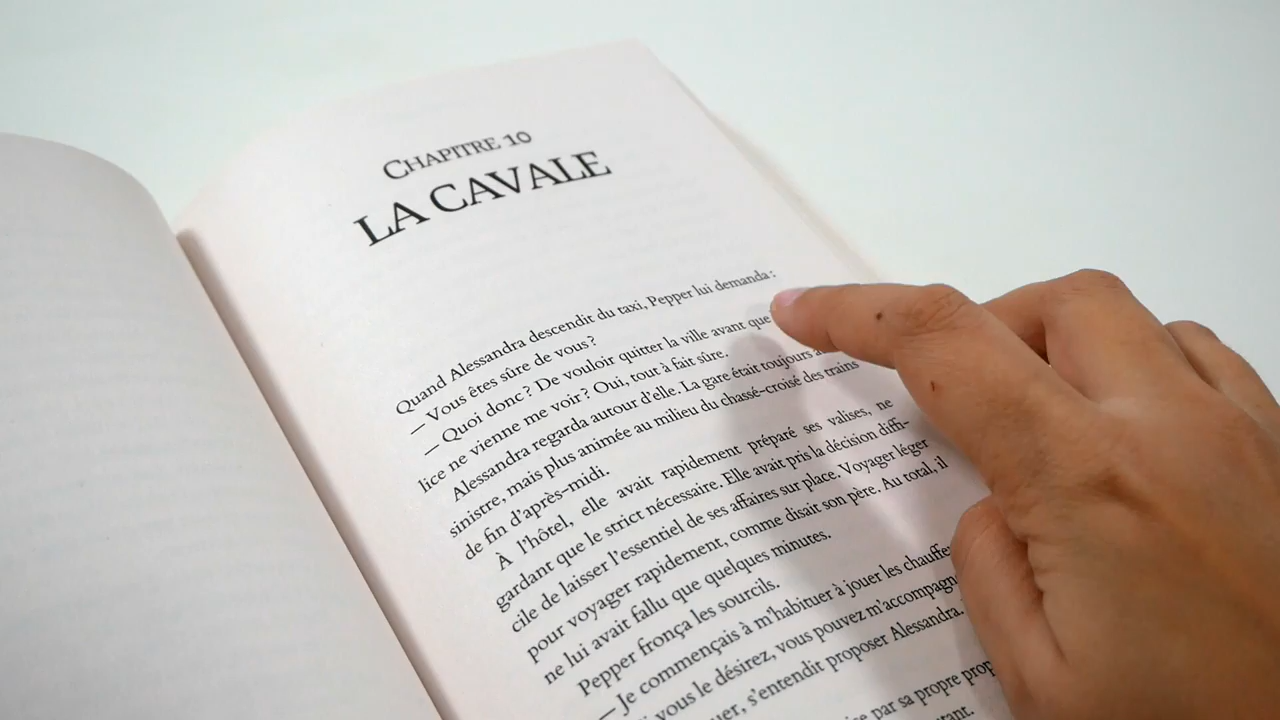 CHAPITRE 10
LA CAVALE
Quand Alessandra descendit du taxi, Pepper lui demanda :
— Vous êtes sûre de vous ?
— Quoi donc ? De vouloir quitter la ville avant que
lice ne vienne me voir ? Oui, tout à fait sûre.
Alessandra regarda autour d'elle. La gare était toujours
sinistre, mais plus animée au milieu du chassé-croisé des trains
de fin d'après-midi.
À l'hôtel, elle avait rapidement préparé ses valises, ne
gardant que le strict nécessaire. Elle avait pris la décision diffi-
cile de laisser l'essentiel de ses affaires sur place. Voyager léger
pour voyager rapidement, comme disait son père. Au total, il
ne lui avait fallu que quelques minutes.
Pepper fronça les sourcils.
— Je commençais à m'habituer à jouer les
vous le désirez, vous pouvez
s'entendit proposer Alessandra.
par sa propre